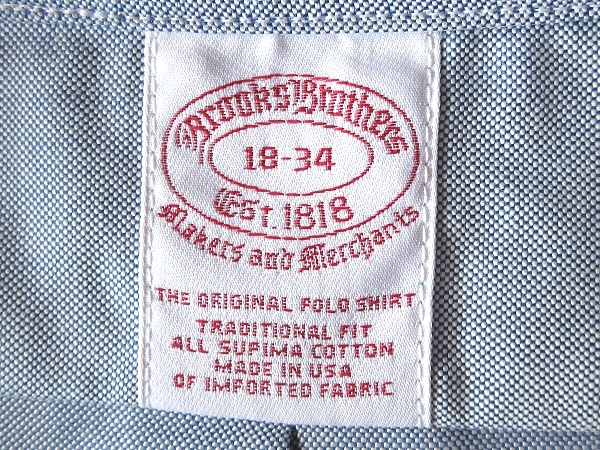 Brooks Brothers
18-34
Est. 1818
Makers and Merchants
THE ORIGINAL POLO SHIRT
TRADITIONAL FIT
ALL SUPIMA COTTON
MADE IN USA
OF IMPORTED FABRIC